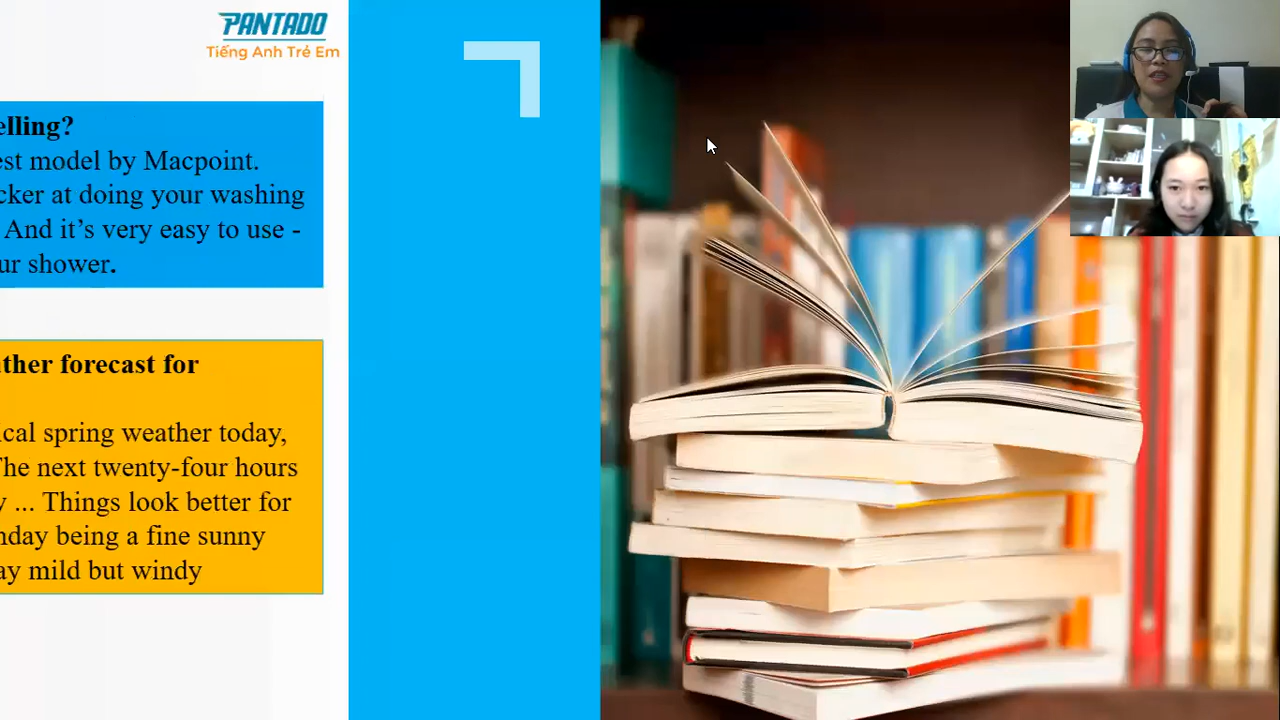 PANTADO
Tiếng Anh Trẻ Em
elling?
est model by Macpoint.
cker at doing your washing
And it's very easy to use -
ur shower.
ther forecast for
ical spring weather today,
The next twenty-four hours
y ... Things look better for
nday being a fine sunny
ay mild but windy